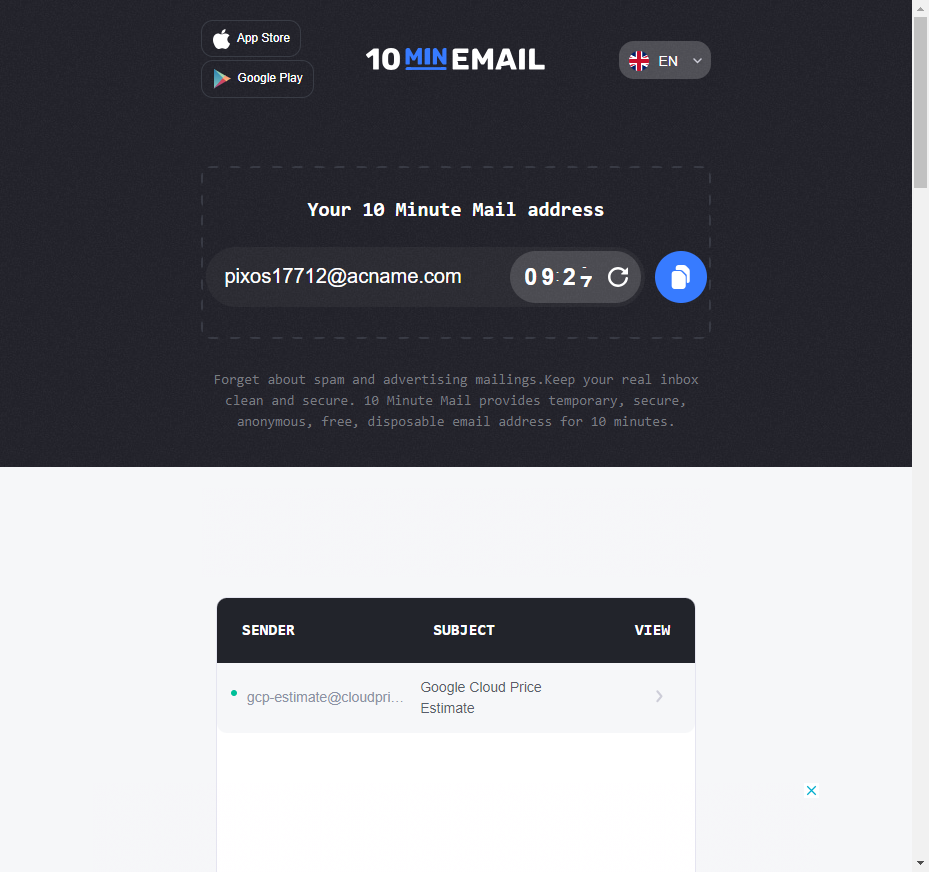 App Store
Google Play
10 MIN EMAIL
EN
Your 10 Minute Mail address
pixos17712@acname.com
09:27
Forget about spam and advertising mailings.Keep your real inbox
clean and secure. 10 Minute Mail provides temporary, secure,
anonymous, free, disposable email address for 10 minutes.
SENDER SUBJECT VIEW
gcp-estimate@cloudpri... Google Cloud Price
Estimate